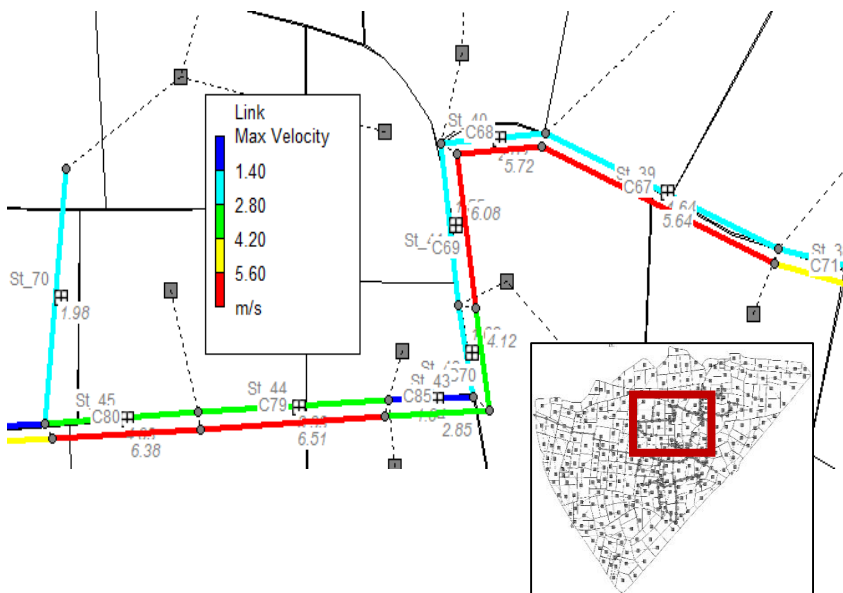 Link
Max Velocity
1.40
2.80
4.20
5.60
m/s
C68
5.72
St_39
C67
5.64
C71
6.08
C69
4.12
C70
St_70
1.98
St_45
C80
6.38
St_44
C79
6.51
43
C85
2.85